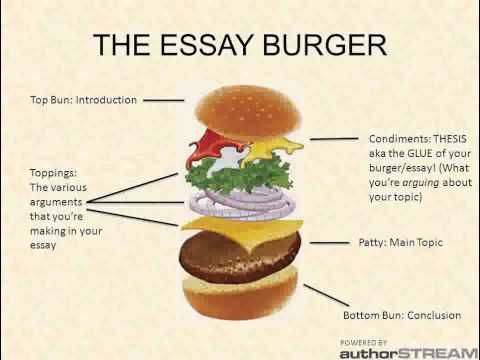 THE ESSAY BURGER
Top Bun: Introduction
Condiments: THESIS
aka the GLUE of your
burger/essay! (What
you're arguing about
your topic)
Toppings:
The various
arguments
that you're
making in your
essay
Patty: Main Topic
Bottom Bun: Conclusion
POWERED BY
authorSTREAM